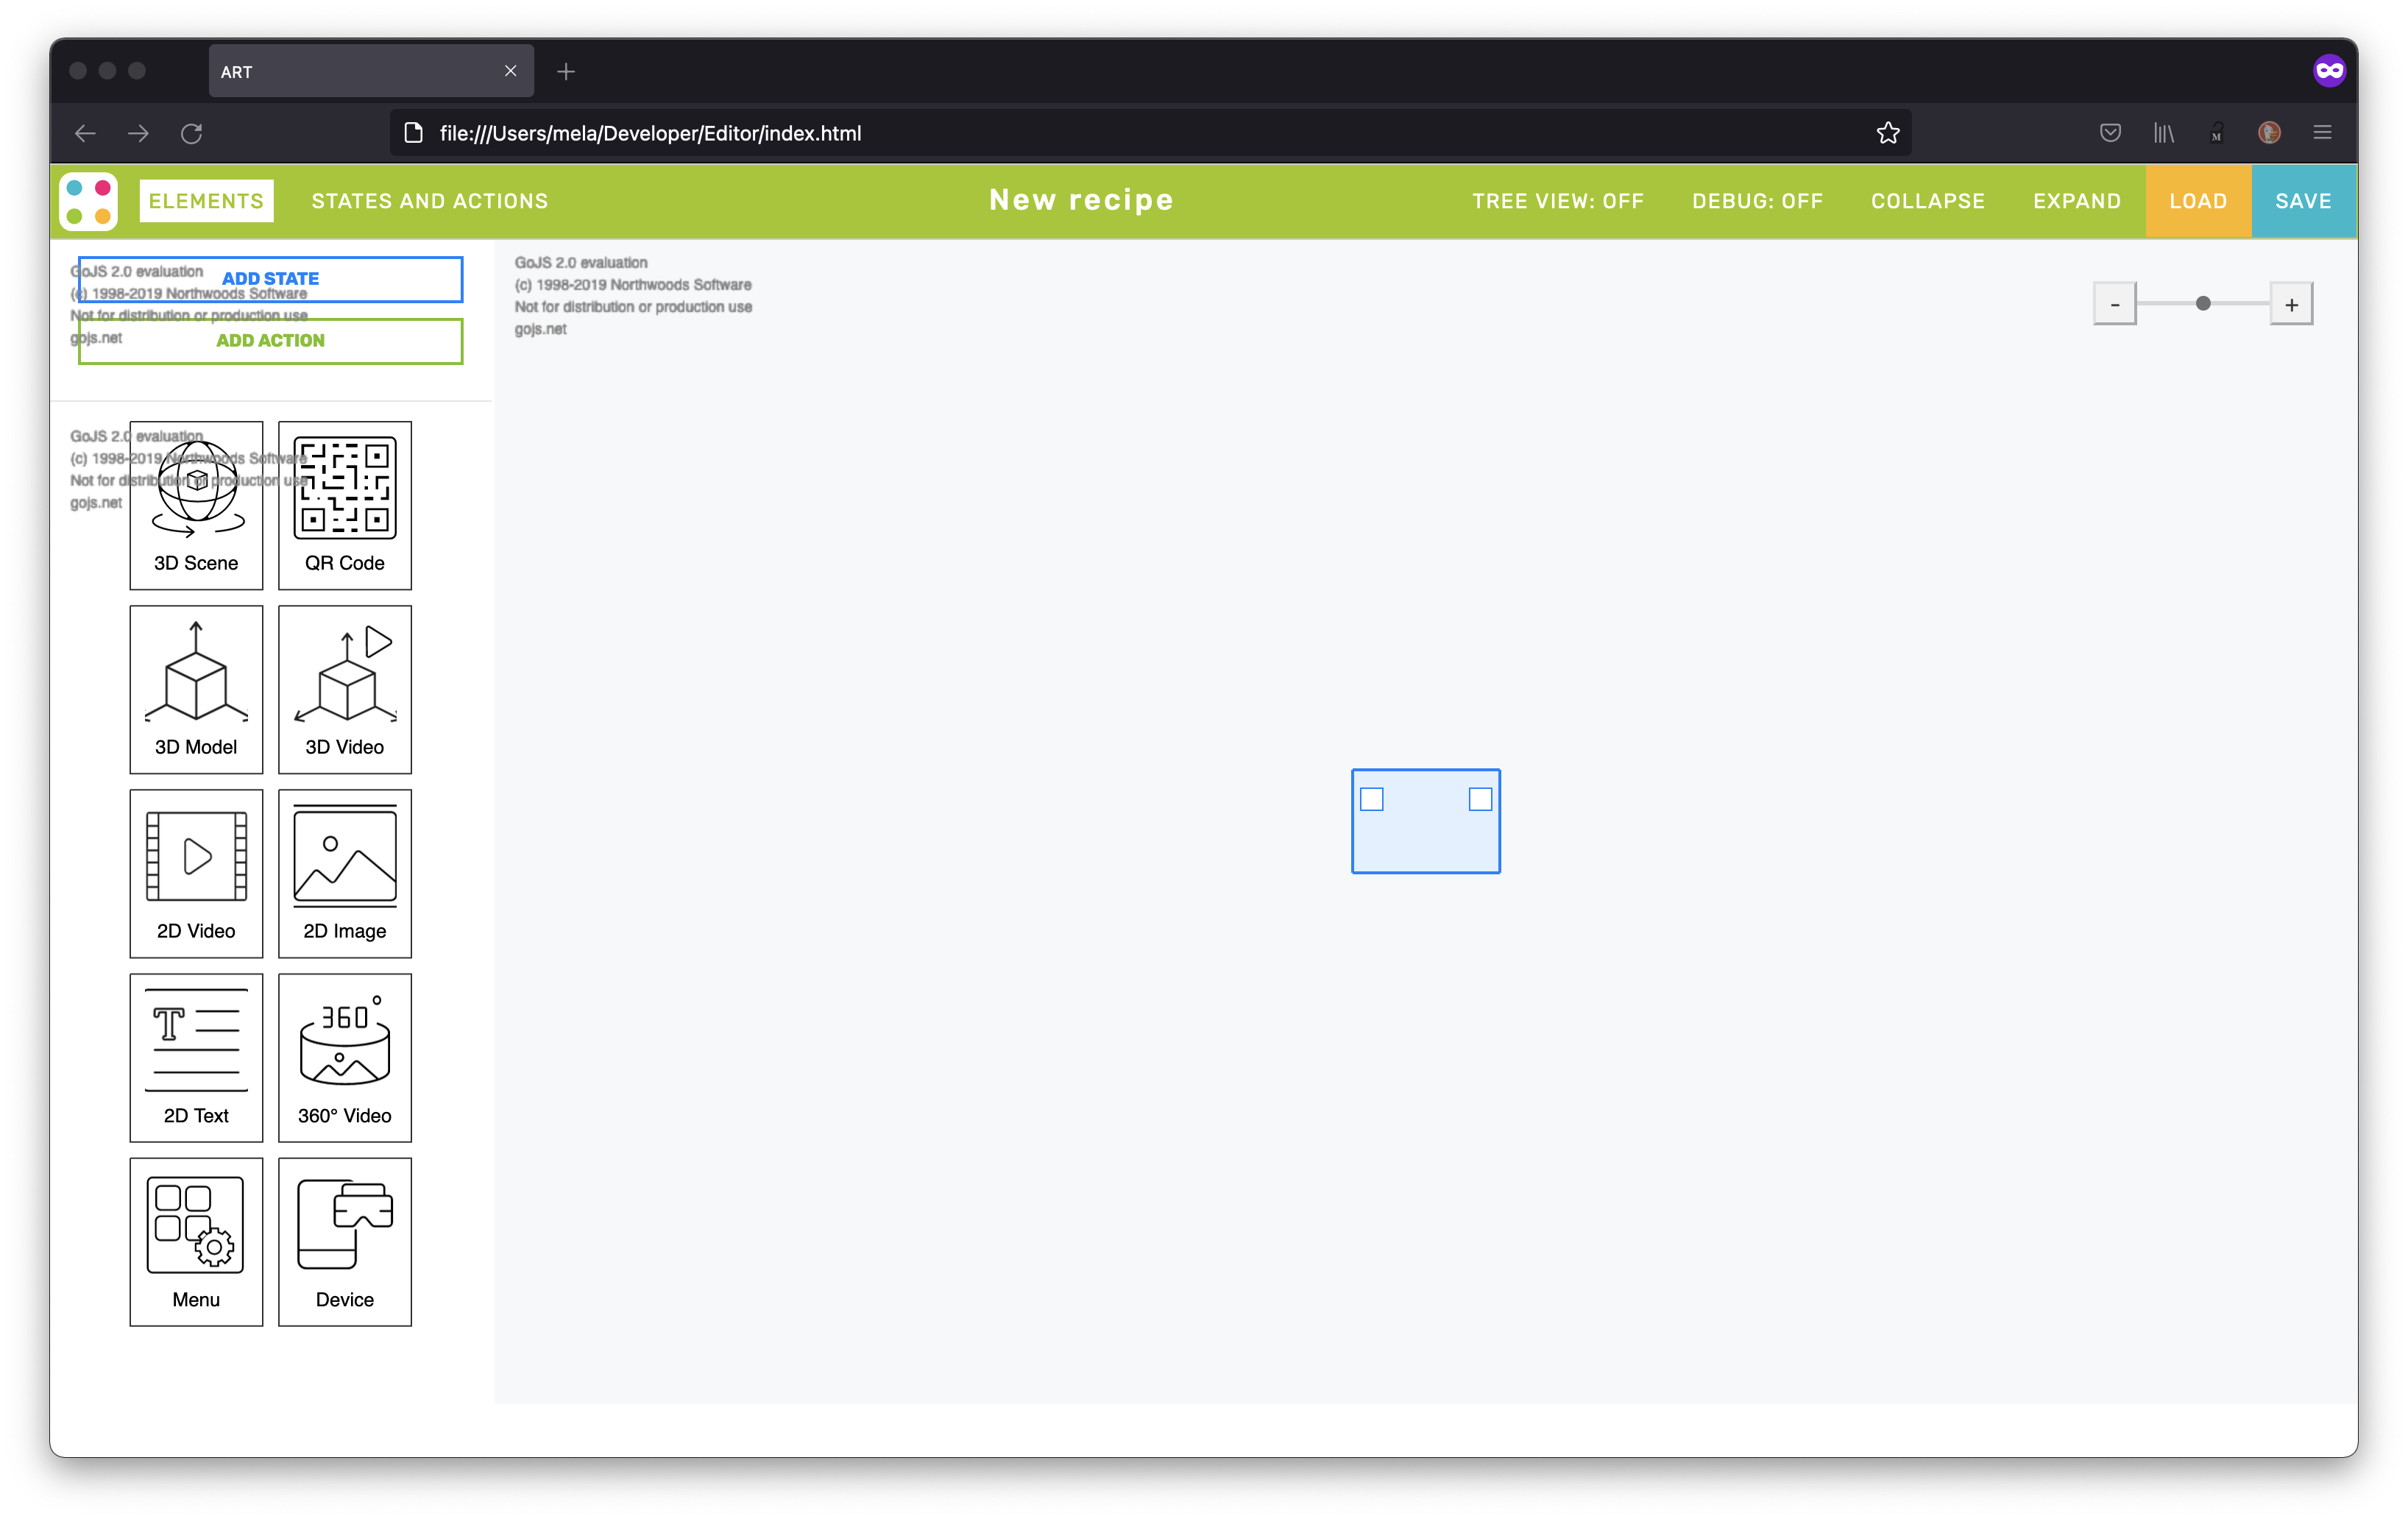 ART
file:///Users/mela/Developer/Editor/index.html
ELEMENTS
STATES AND ACTIONS
New recipe
TREE VIEW: OFF
DEBUG: OFF
COLLAPSE
EXPAND
LOAD
SAVE
GoJS 2.0 evaluation
(c) 1998-2019 Northwoods Software
Not for distribution or production use
gojs.net
ADD STATE
ADD ACTION
GoJS 2.0 evaluation
(c) 1998-2019 Northwoods Software
Not for distribution or production use
gojs.net
3D Scene
QR Code
3D Model
3D Video
2D Video
2D Image
T
2D Text
360°
360° Video
Menu
Device
GoJS 2.0 evaluation
(c) 1998-2019 Northwoods Software
Not for distribution or production use
gojs.net
-
+
M